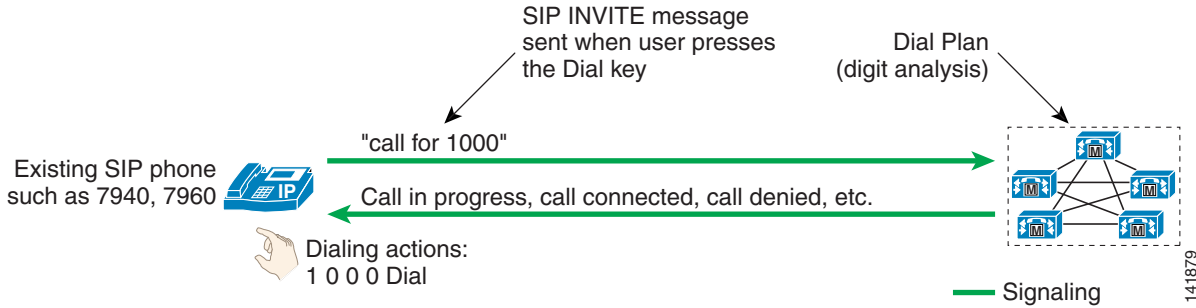 SIP INVITE message
sent when user presses
the Dial key
Dial Plan
(digit analysis)
"call for 1000"
Existing SIP phone
such as 7940, 7960
IP
Call in progress, call connected, call denied, etc.
M
M
M
M
M
Dialing actions:
1 0 0 0 Dial
Signaling
141879